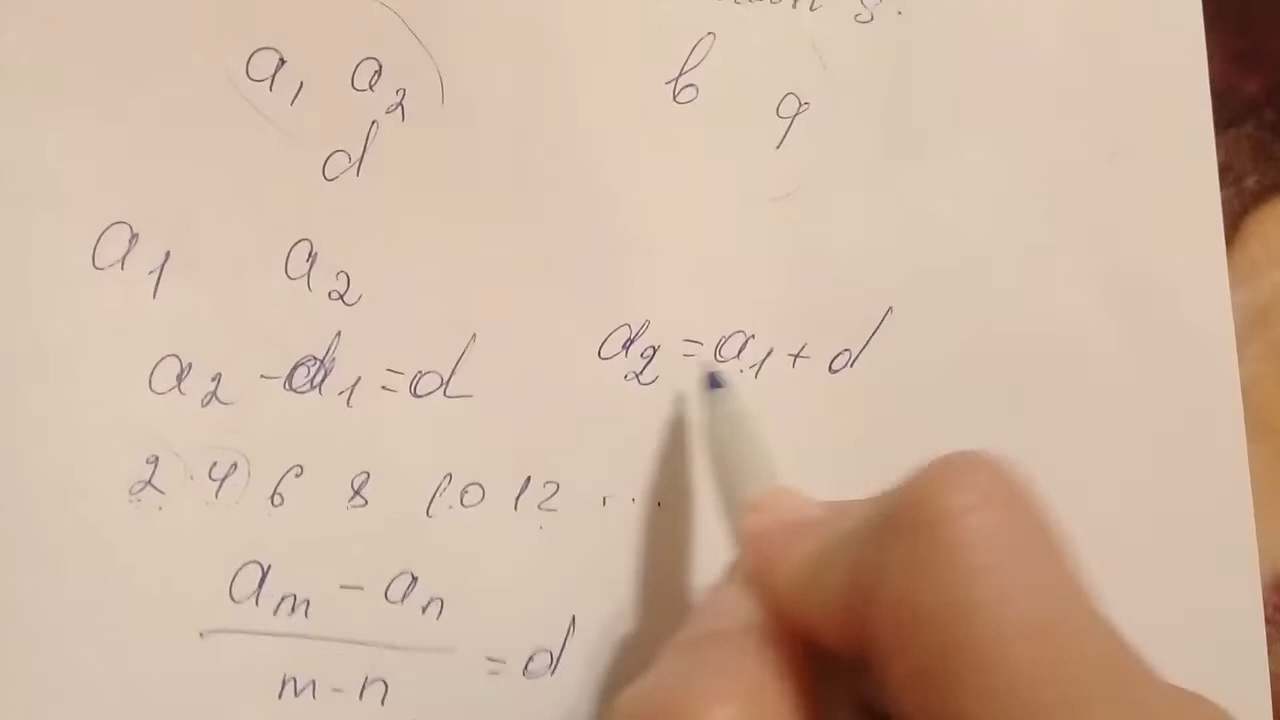 a₁ a₂
d
b q
a₁ a₂
a₂ - a₁ = d
a₂ = a₁ + d
2 4 6 8 10 12 ...
aₘ - aₙ
m - n
= d